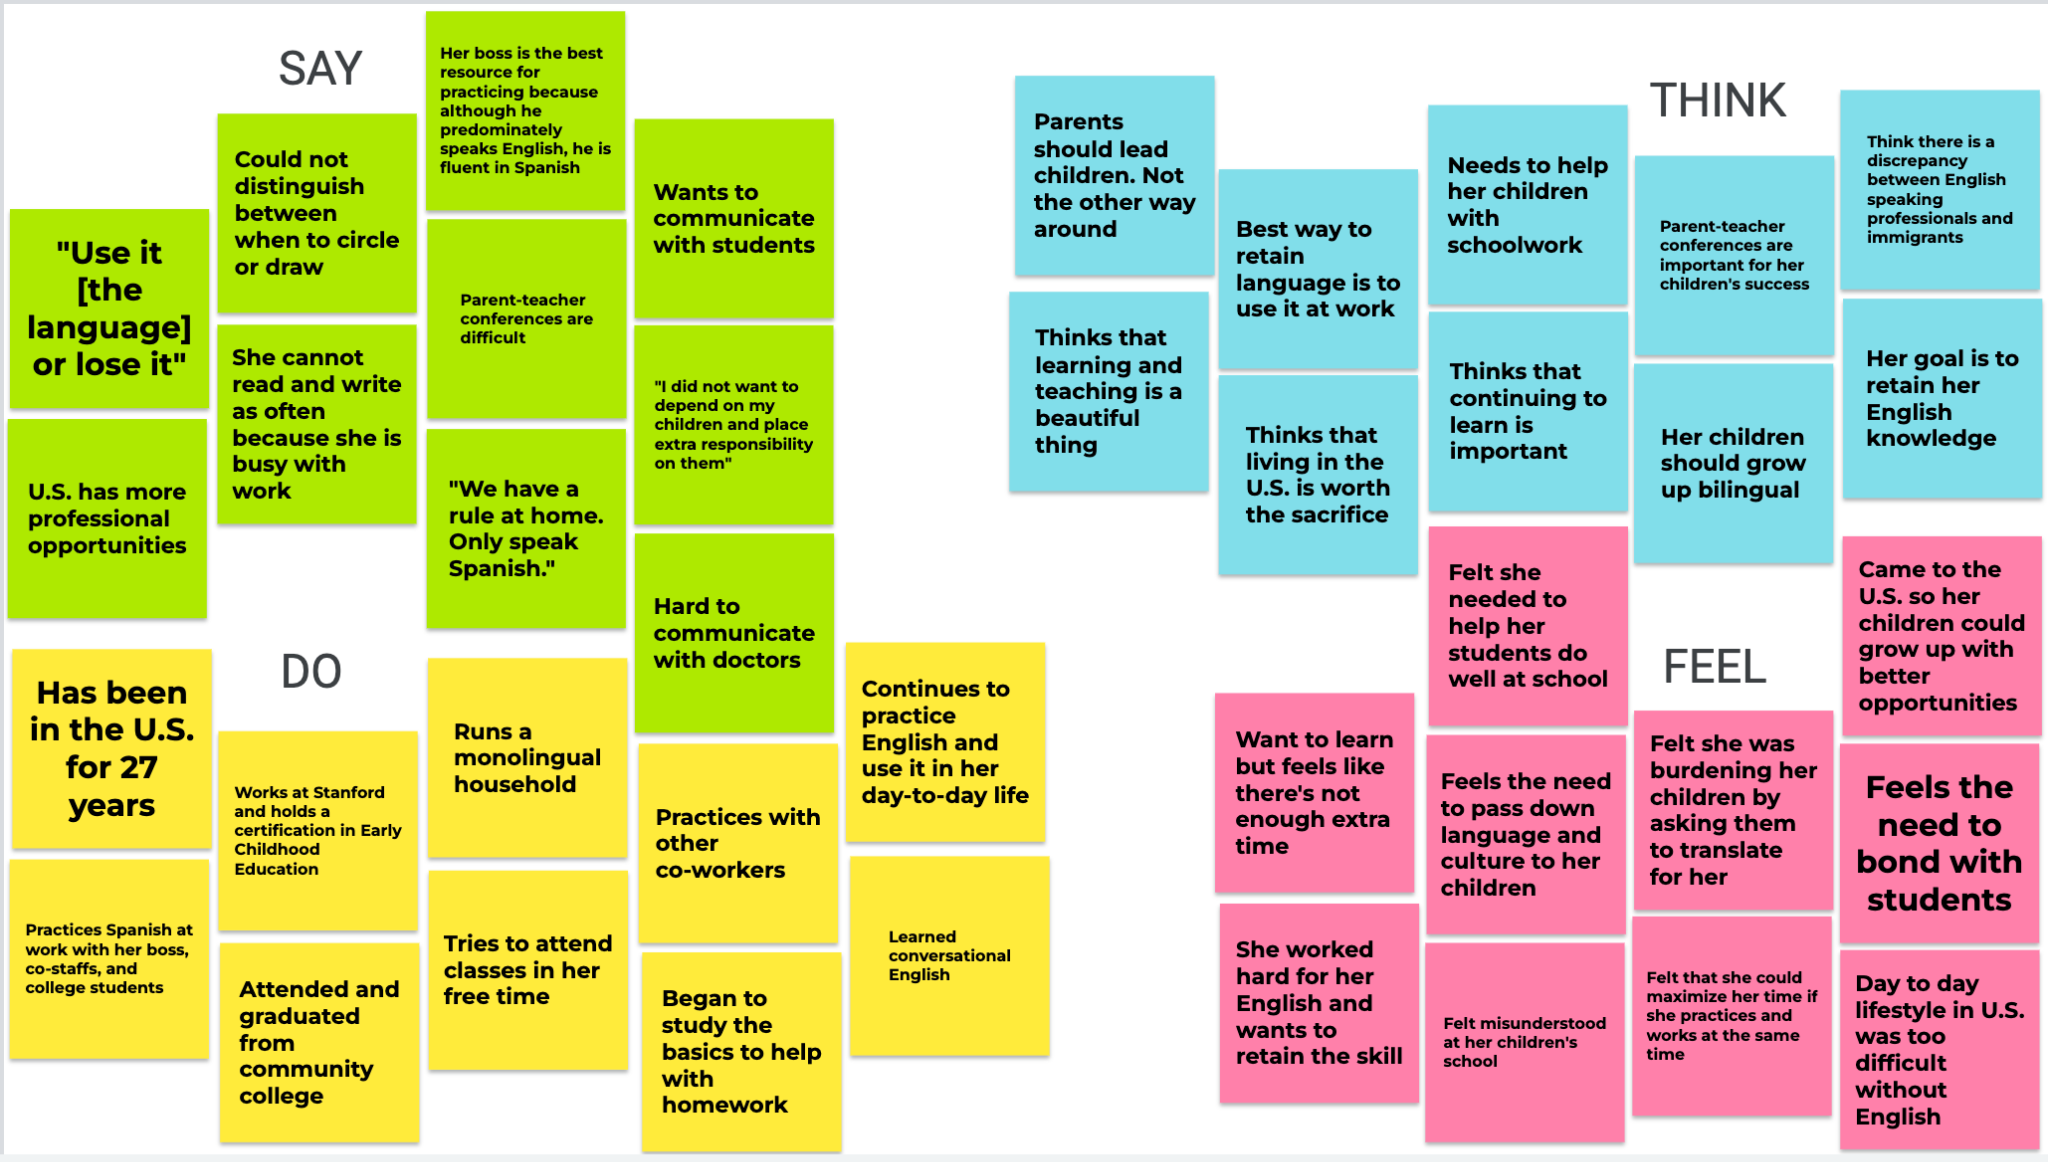 SAY
"Use it
[the
language]
or lose it"
U.S. has more
professional
opportunities
Could not
distinguish
between
when to circle
or draw
She cannot
read and write
as often
because she is
busy with
work
Her boss is the best
resource for
practicing because
although he
predominately
speaks English, he is
fluent in Spanish
Parent-teacher
conferences are
difficult
"We have a
rule at home.
Only speak
Spanish."
Wants to
communicate
with students
"I did not want to
depend on my
children and place
extra responsibility
on them"
Hard to
communicate
with doctors
THINK
Parents
should lead
children. Not
the other way
around
Thinks that
learning and
teaching is a
beautiful
thing
Best way to
retain
language is to
use it at work
Thinks that
living in the
U.S. is worth
the sacrifice
Needs to help
her children
with
schoolwork
Thinks that
continuing to
learn is
important
Parent-teacher
conferences are
important for her
children's success
Her children
should grow
up bilingual
Think there is a
discrepancy
between English
speaking
professionals and
immigrants
Her goal is to
retain her
English
knowledge
DO
Has been
in the U.S.
for 27
years
Practices Spanish at
work with her boss,
co-staffs, and
college students
Works at Stanford
and holds a
certification in Early
Childhood
Education
Attended and
graduated
from
community
college
Runs a
monolingual
household
Tries to attend
classes in her
free time
Practices with
other
co-workers
Began to
study the
basics to help
with
homework
Continues to
practice
English and
use it in her
day-to-day life
Learned
conversational
English
FEEL
Want to learn
but feels like
there's not
enough extra
time
She worked
hard for her
English and
wants to
retain the skill
Felt she
needed to
help her
students do
well at school
Feels the need
to pass down
language and
culture to her
children
Felt misunderstood
at her children's
school
Felt she was
burdening her
children by
asking them
to translate
for her
Felt that she could
maximize her time if
she practices and
works at the same
time
Came to the
U.S. so her
children could
grow up with
better
opportunities
Feels the
need to
bond with
students
Day to day
lifestyle in U.S.
was too
difficult
without
English